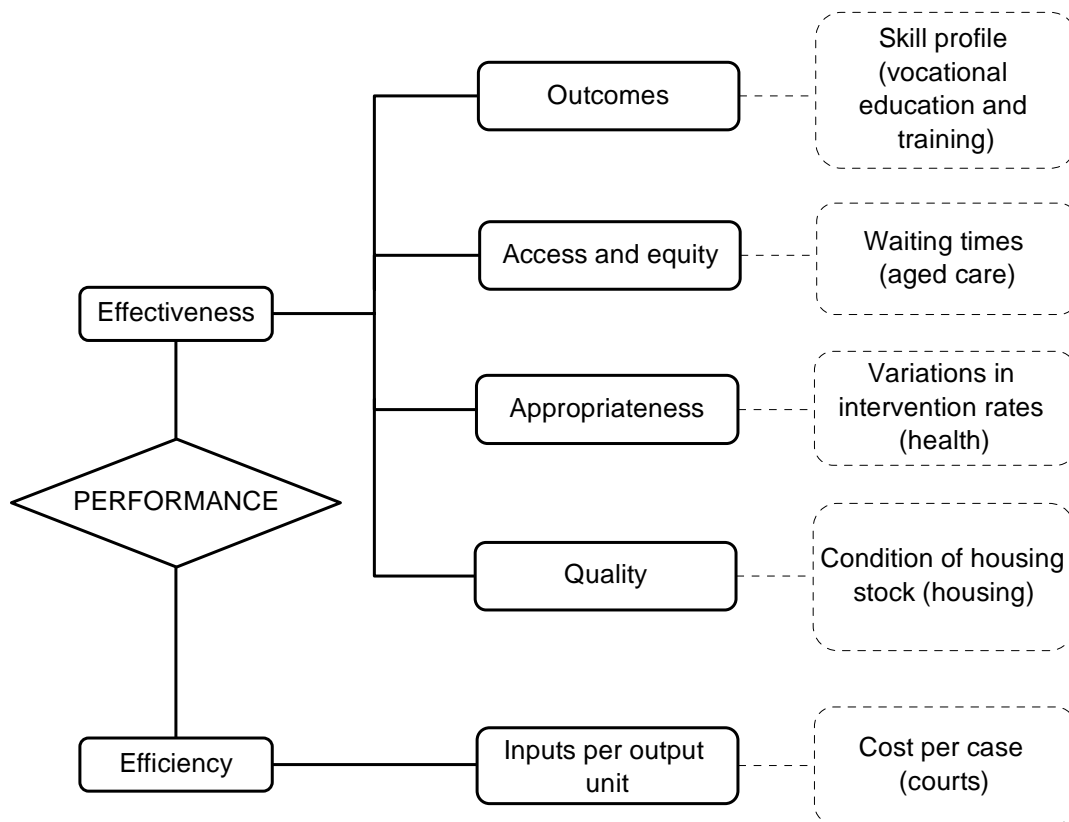 Skill profile
(vocational
education and
training)
Outcomes
Access and equity
Waiting times
(aged care)
Effectiveness
Appropriateness
Variations in
intervention rates
(health)
PERFORMANCE
Quality
Condition of housing
stock (housing)
Efficiency
Inputs per output
unit
Cost per case
(courts)